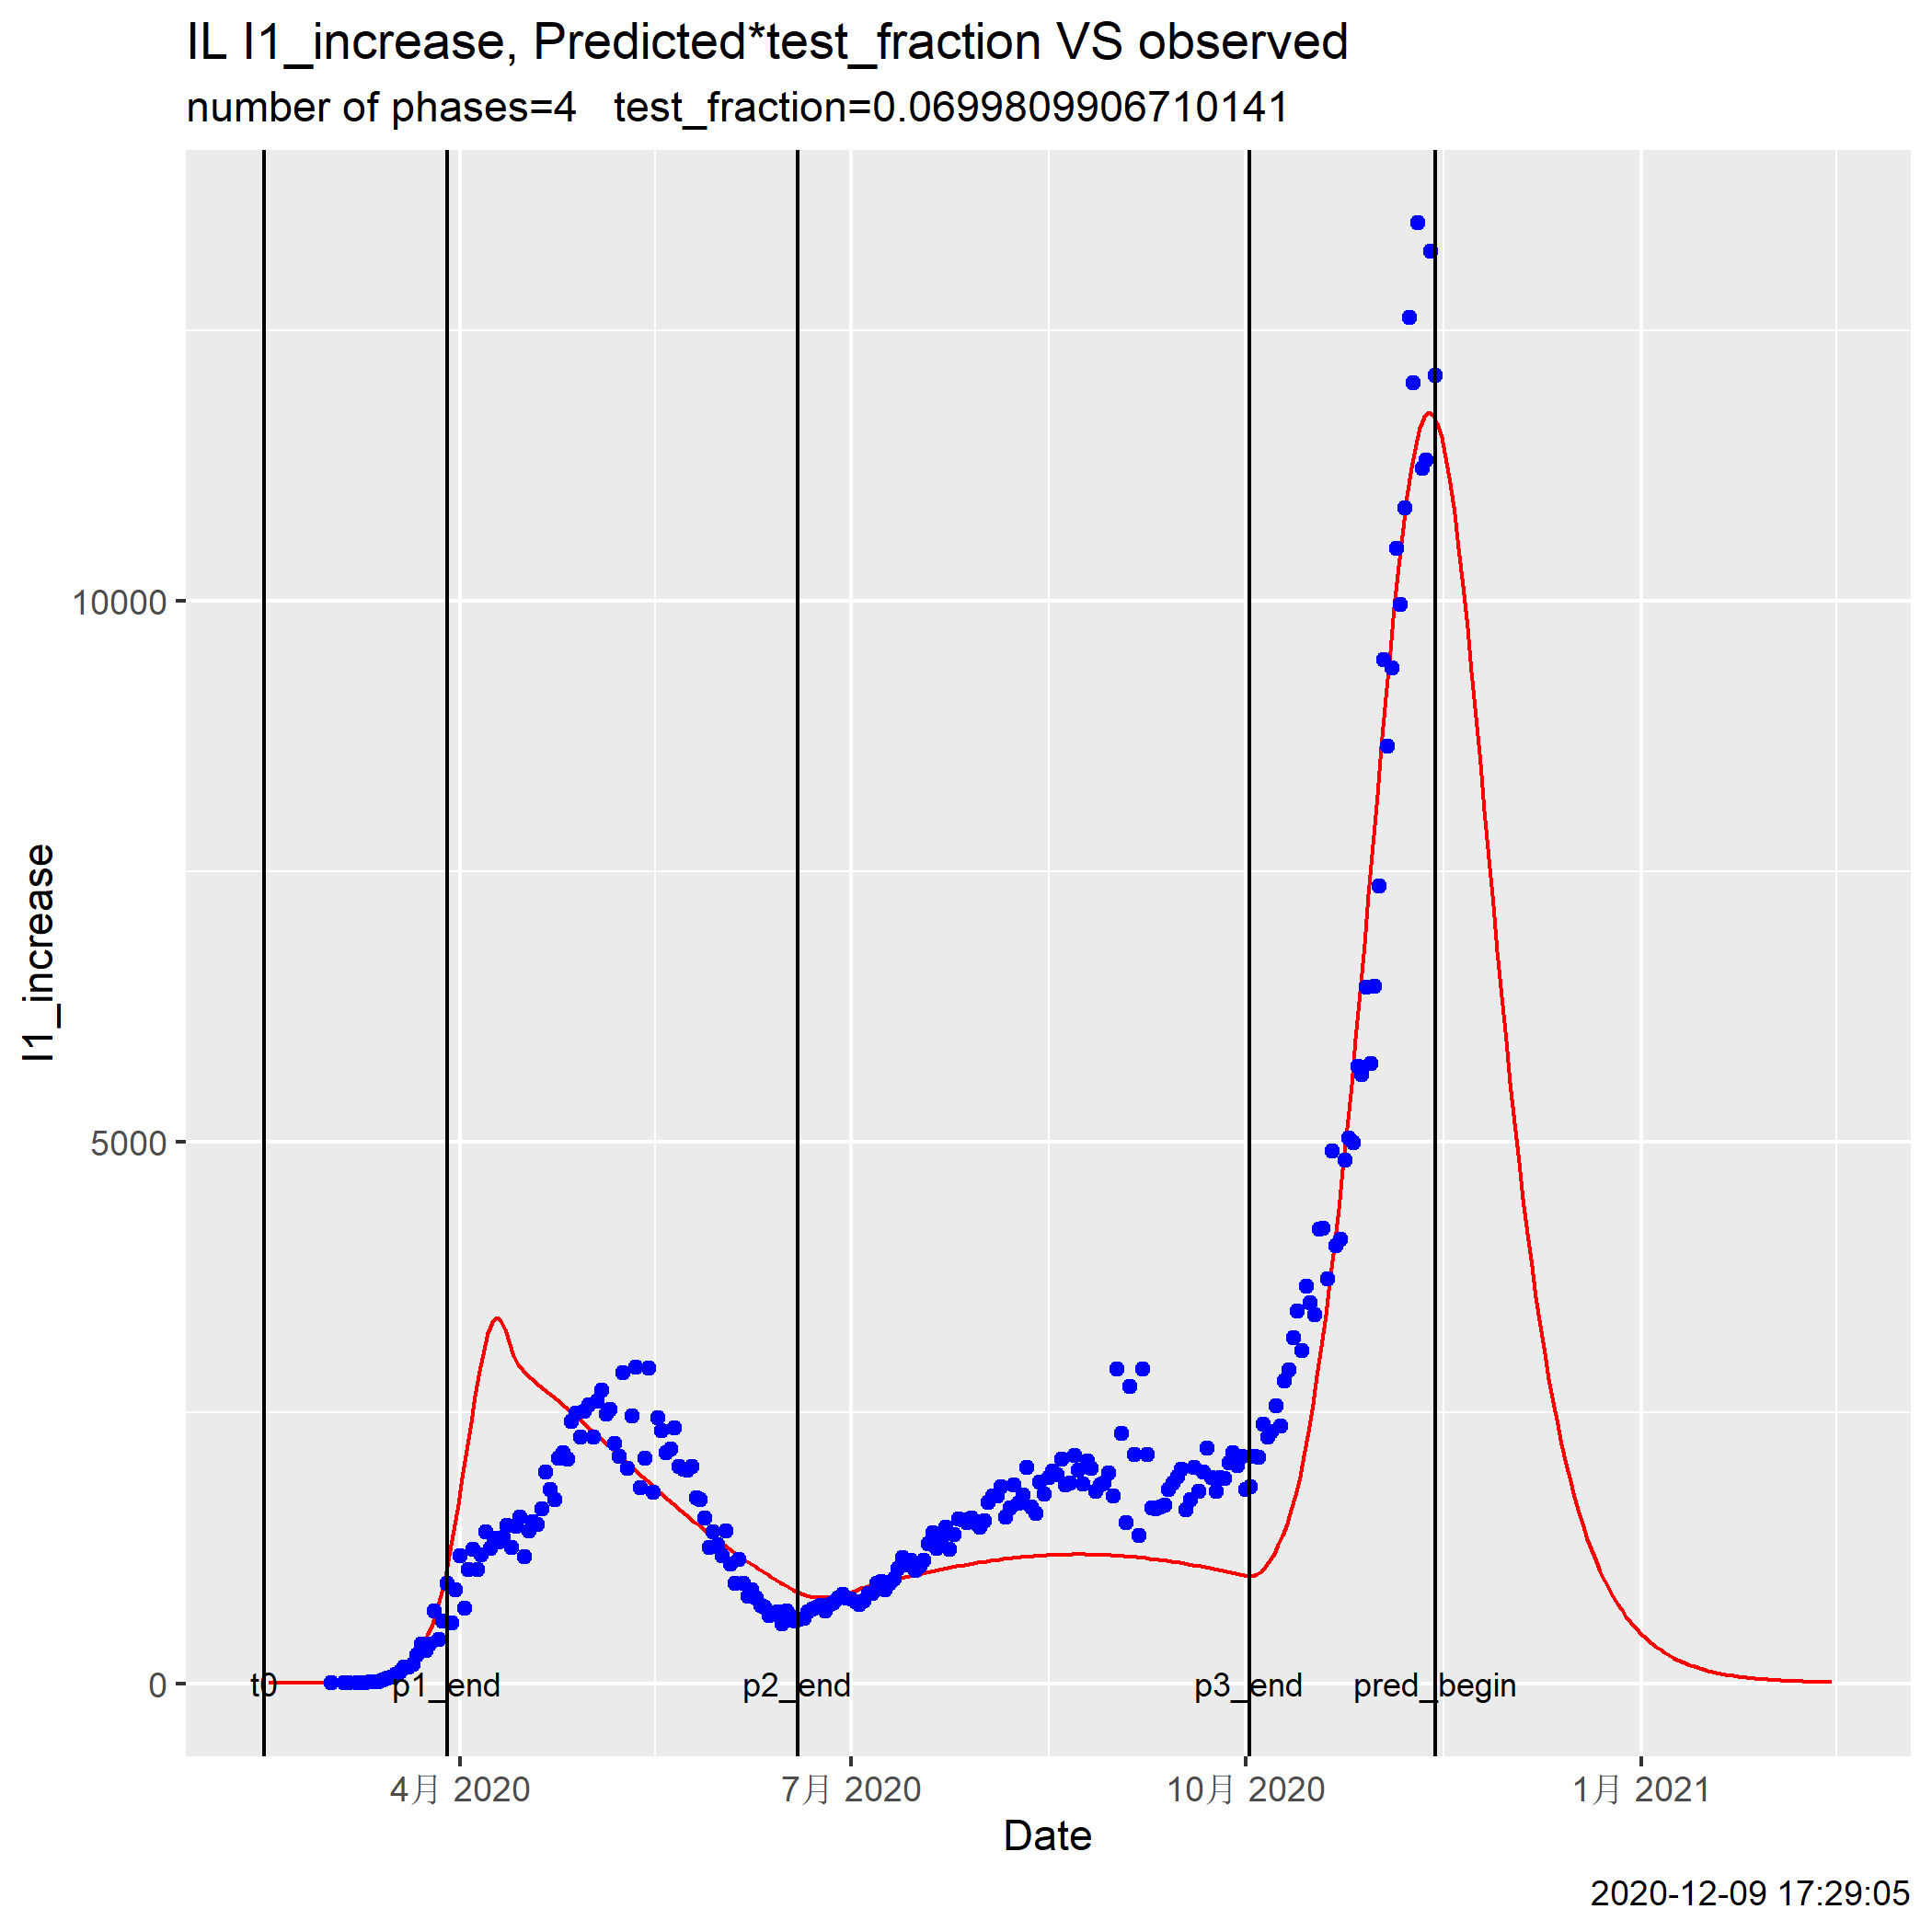 IL I1_increase, Predicted*test_fraction VS observed
number of phases=4 test_fraction=0.0699809906710141
I1_increase
10000
5000
0
t0 p1_end p2_end p3_end pred_begin
4月 2020 7月 2020 10月 2020 1月 2021
Date
2020-12-09 17:29:05